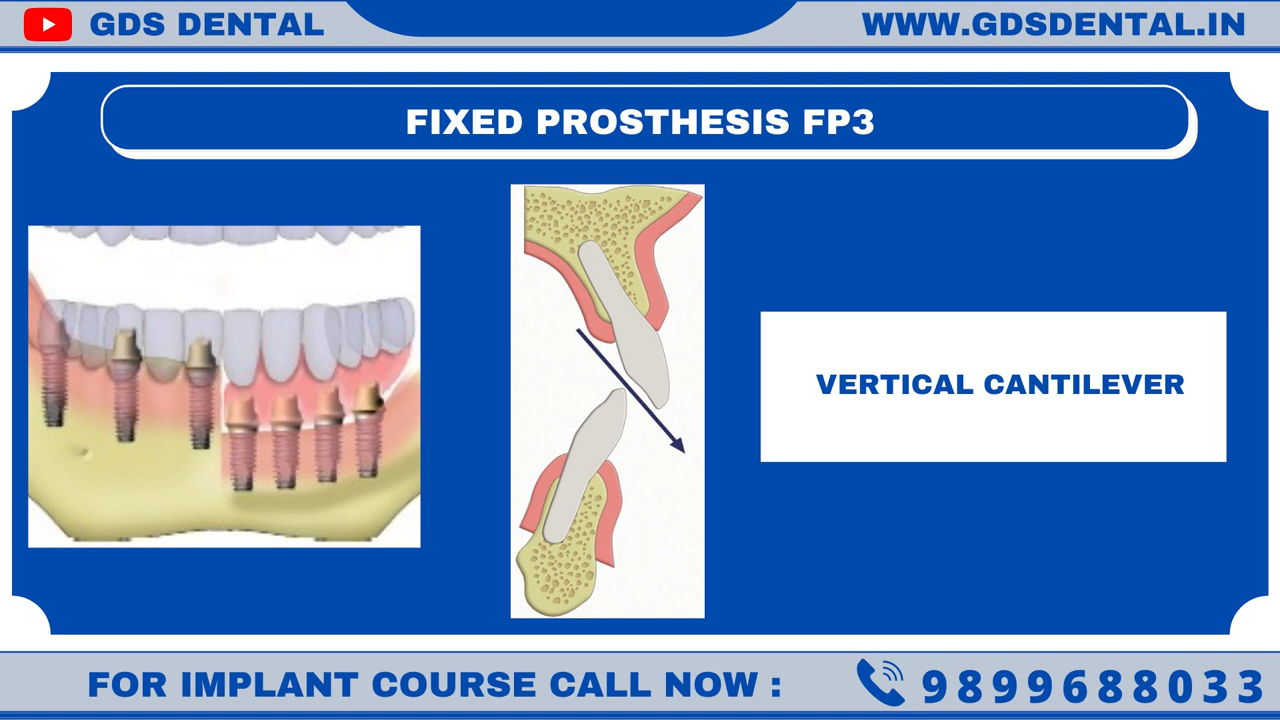 GDS DENTAL
WWW.GDSDENTAL.IN
FIXED PROSTHESIS FP3
VERTICAL CANTILEVER
FOR IMPLANT COURSE CALL NOW :
9899688033